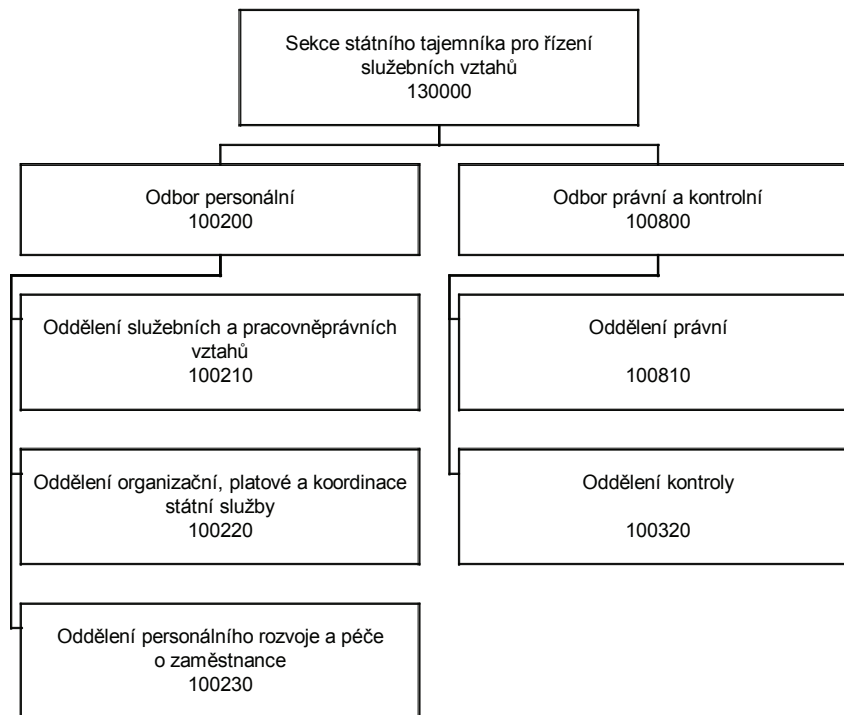 Sekce státního tajemníka pro řízení
služebních vztahů
130000
Odbor personální
100200
Odbor právní a kontrolní
100800
Oddělení služebních a pracovněprávních
vztahů
100210
Oddělení právní
100810
Oddělení organizační, platové a koordinace
státní služby
100220
Oddělení kontroly
100320
Oddělení personálního rozvoje a péče
o zaměstnance
100230